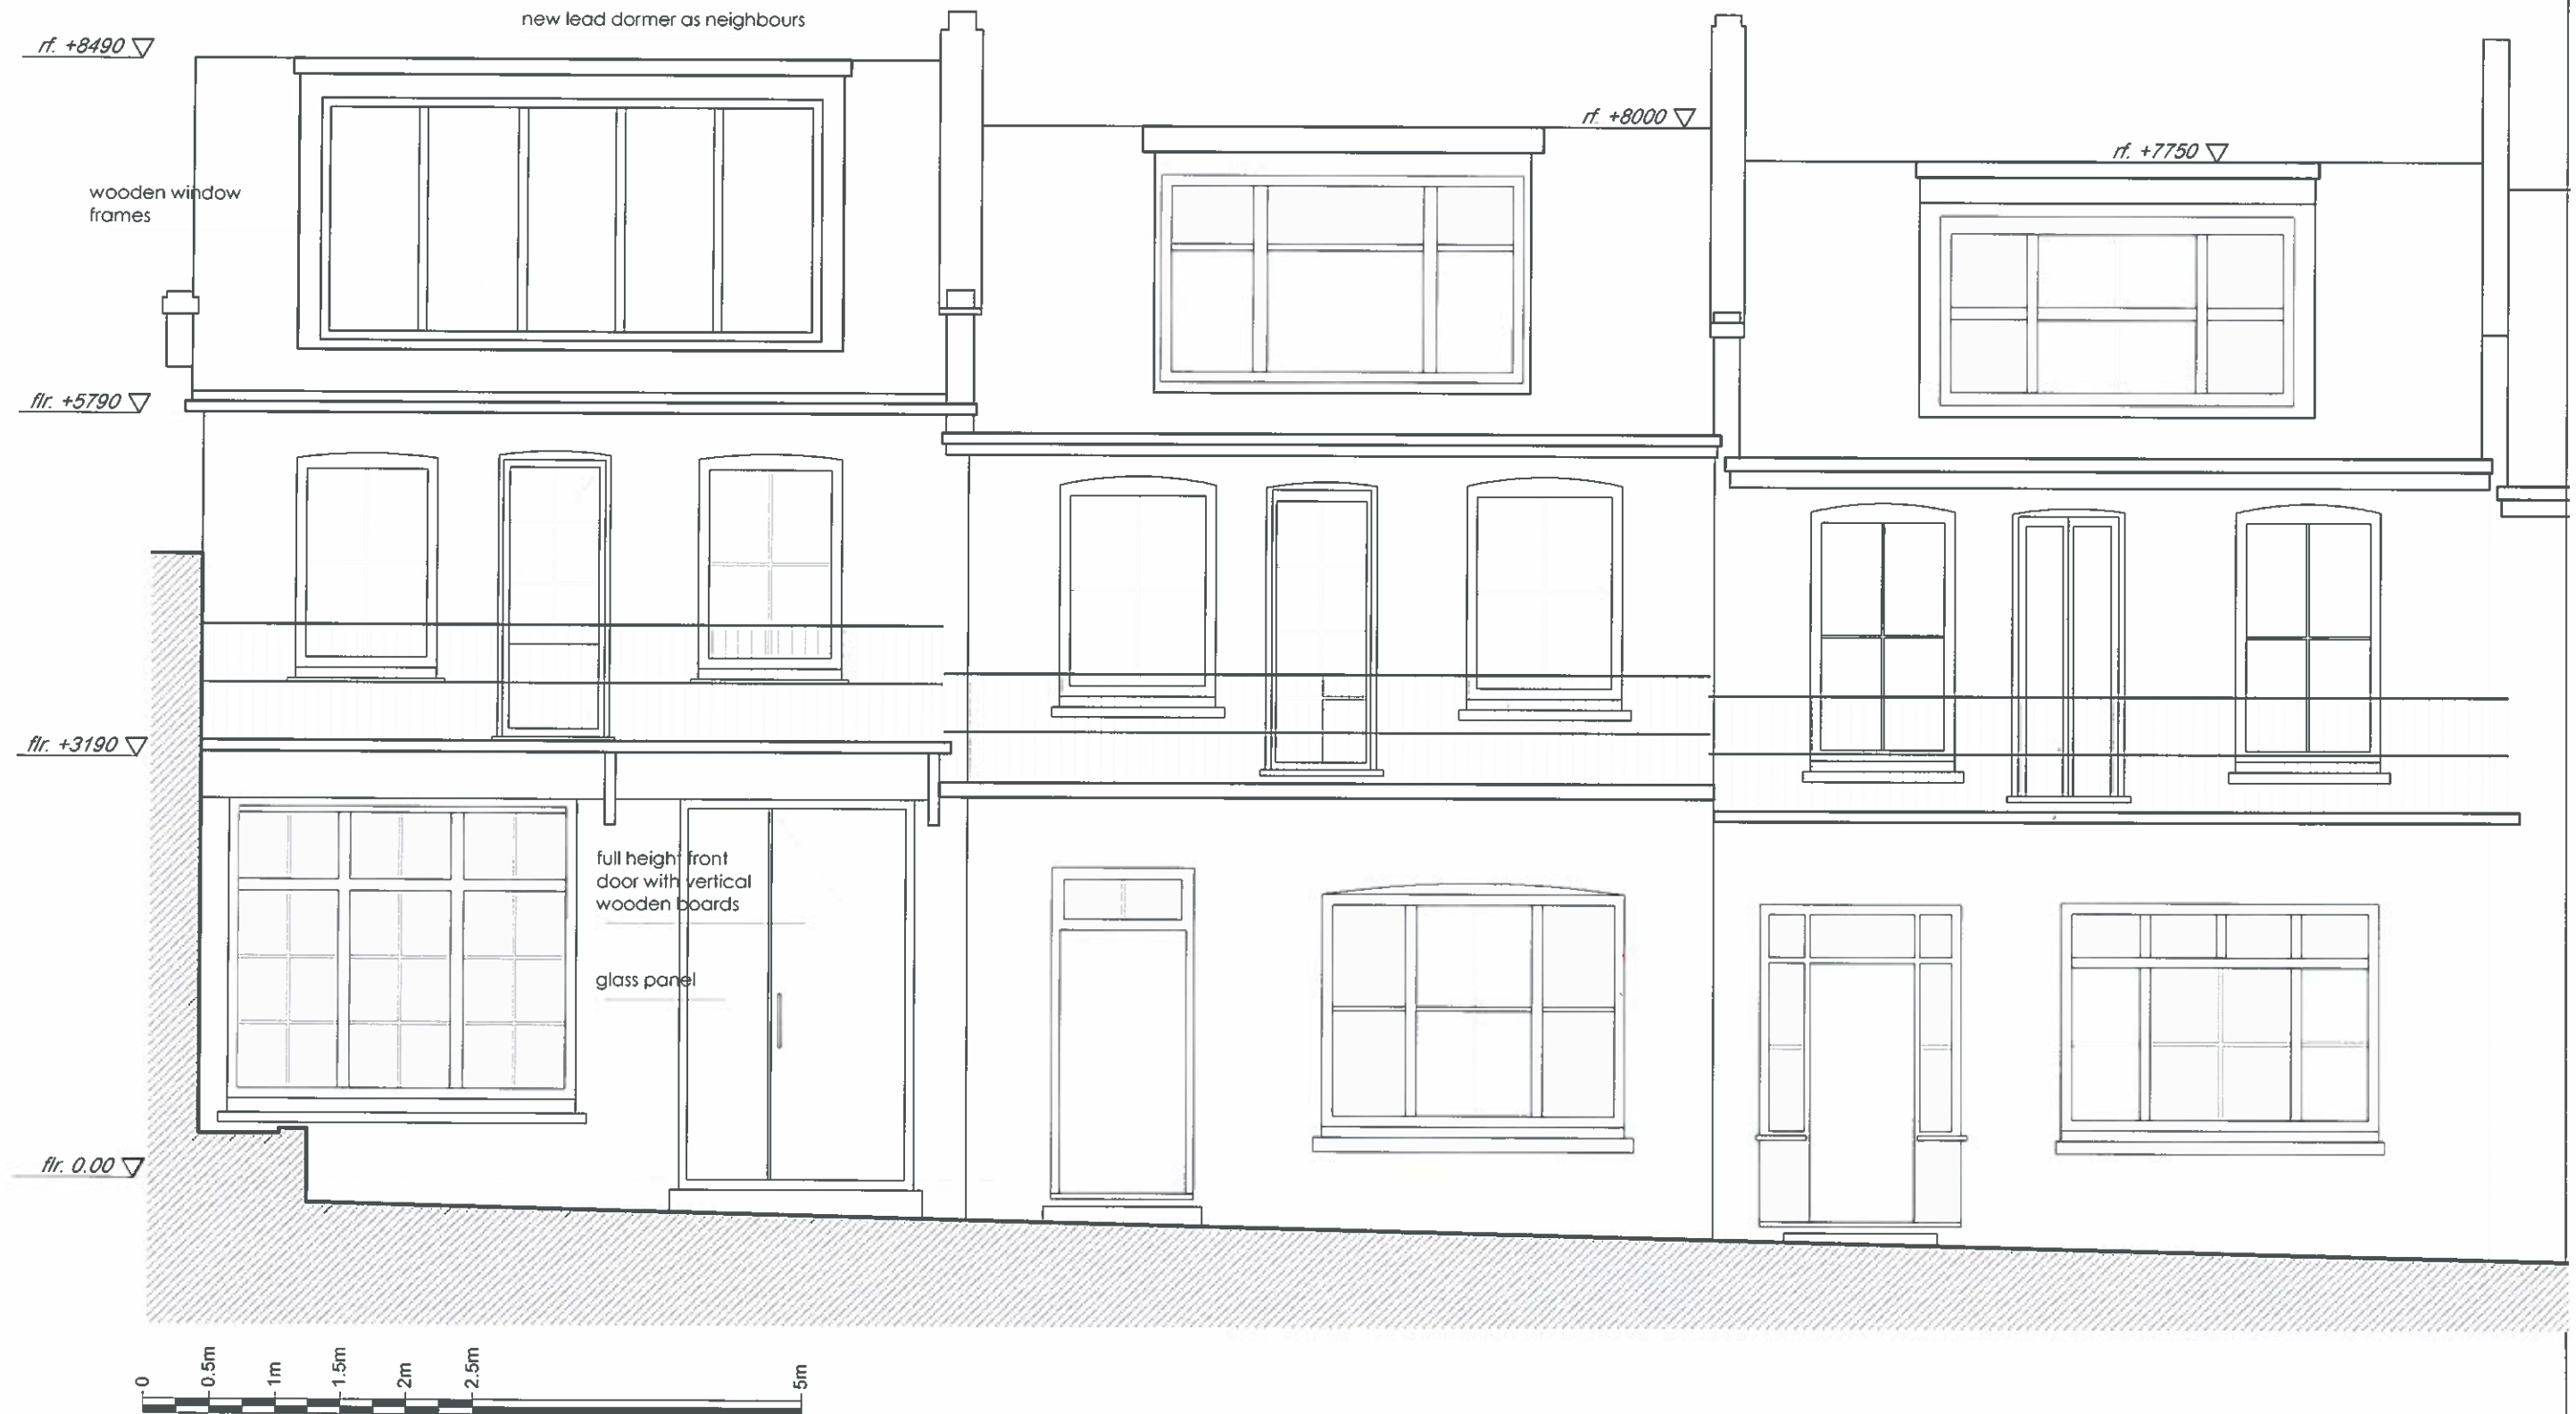 new lead dormer as neighbours
rf. +8490
rf. +8000
rf. +7750
wooden window
frames
flr. +5790
flr. +3190
full height front
door with vertical
wooden boards
glass panel
flr. 0.00
0
0.5m
1m
1.5m
2m
2.5m
5m